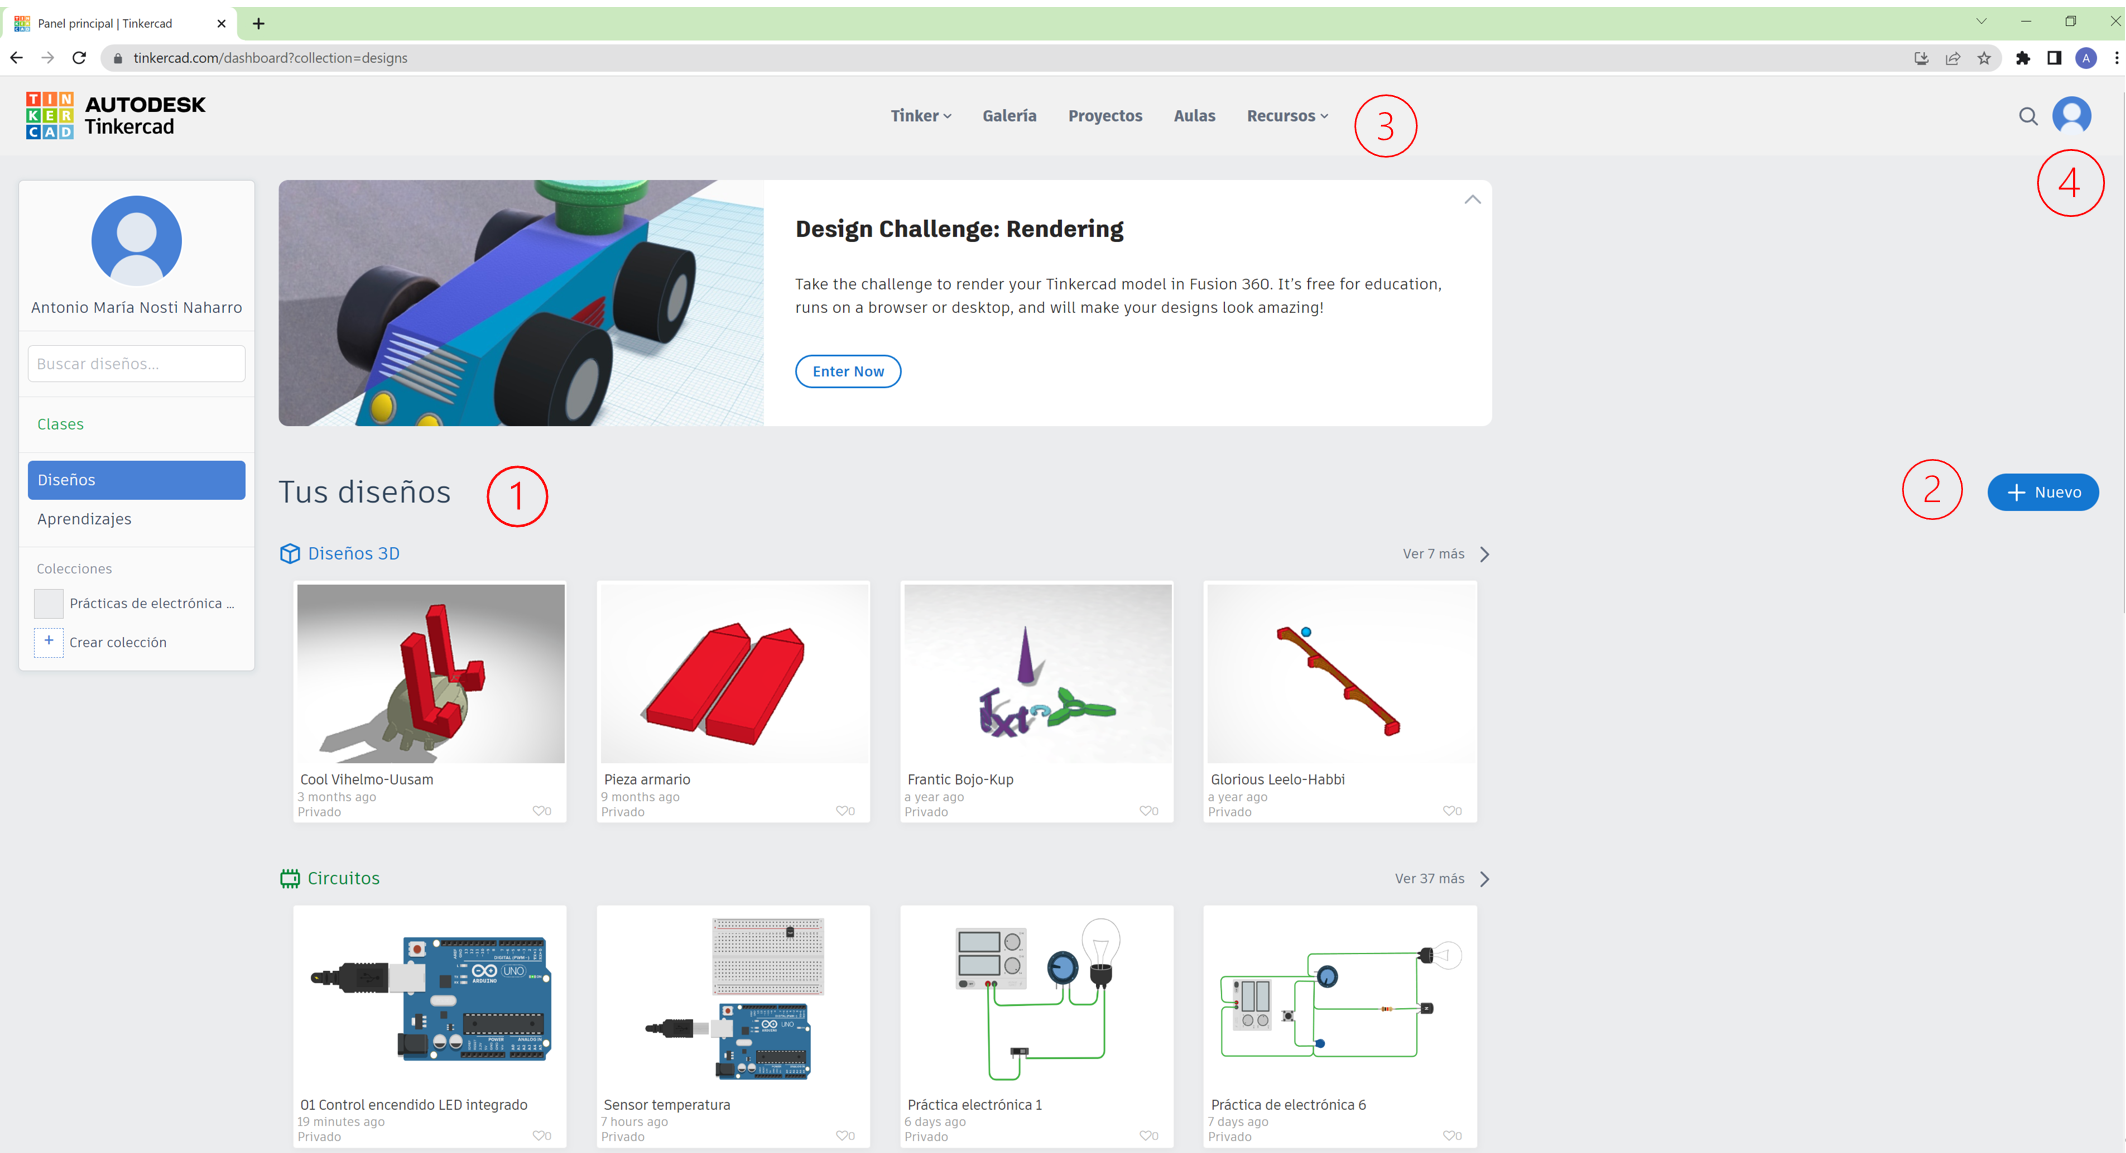 Panel principal | Tinkercad
tinkercad.com/dashboard?collection=designs
A
TIN
KER
CAD
AUTODESK
Tinkercad
Tinker
Galería
Proyectos
Aulas
Recursos
3
4
Antonio María Nosti Naharro
Buscar diseños...
Clases
Diseños
Aprendizajes
Colecciones
Prácticas de electrónica ...
+ Crear colección
Design Challenge: Rendering
Take the challenge to render your Tinkercad model in Fusion 360. It's free for education,
runs on a browser or desktop, and will make your designs look amazing!
Enter Now
Tus diseños
1
2
+ Nuevo
Diseños 3D
Ver 7 más
Cool Vihelmo-Uusam
3 months ago
Privado
0
Pieza armario
9 months ago
Privado
0
Frantic Bojo-Kup
a year ago
Privado
0
Glorious Leelo-Habbi
a year ago
Privado
0
Circuitos
Ver 37 más
UNO
ARDUINO
01 Control encendido LED integrado
19 minutes ago
Privado
0
UNO
Sensor temperatura
7 hours ago
Privado
0
Práctica electrónica 1
6 days ago
Privado
0
Práctica de electrónica 6
7 days ago
Privado
0